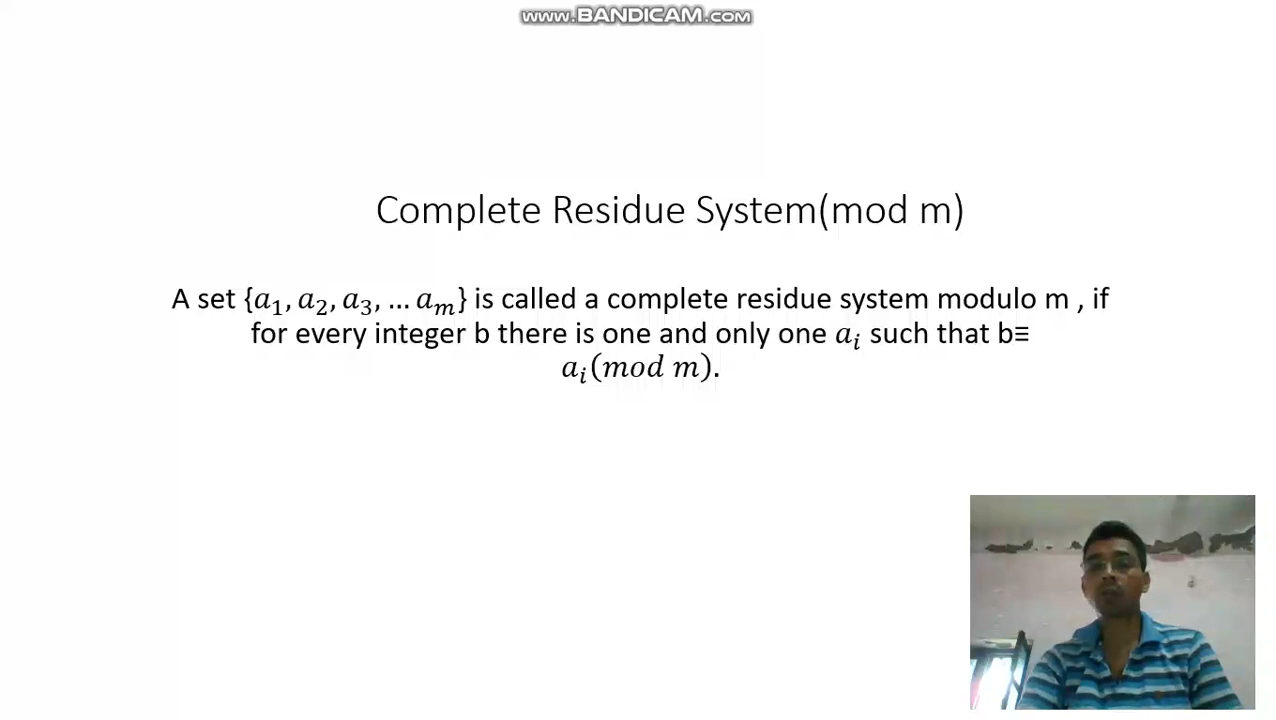 www.BANDICAM.com
Complete Residue System(mod m)
A set {𝑎₁, 𝑎₂, 𝑎₃, … 𝑎ₘ} is called a complete residue system modulo m , if
for every integer b there is one and only one 𝑎ᵢ such that b≡
𝑎ᵢ(𝑚𝑜𝑑 𝑚).